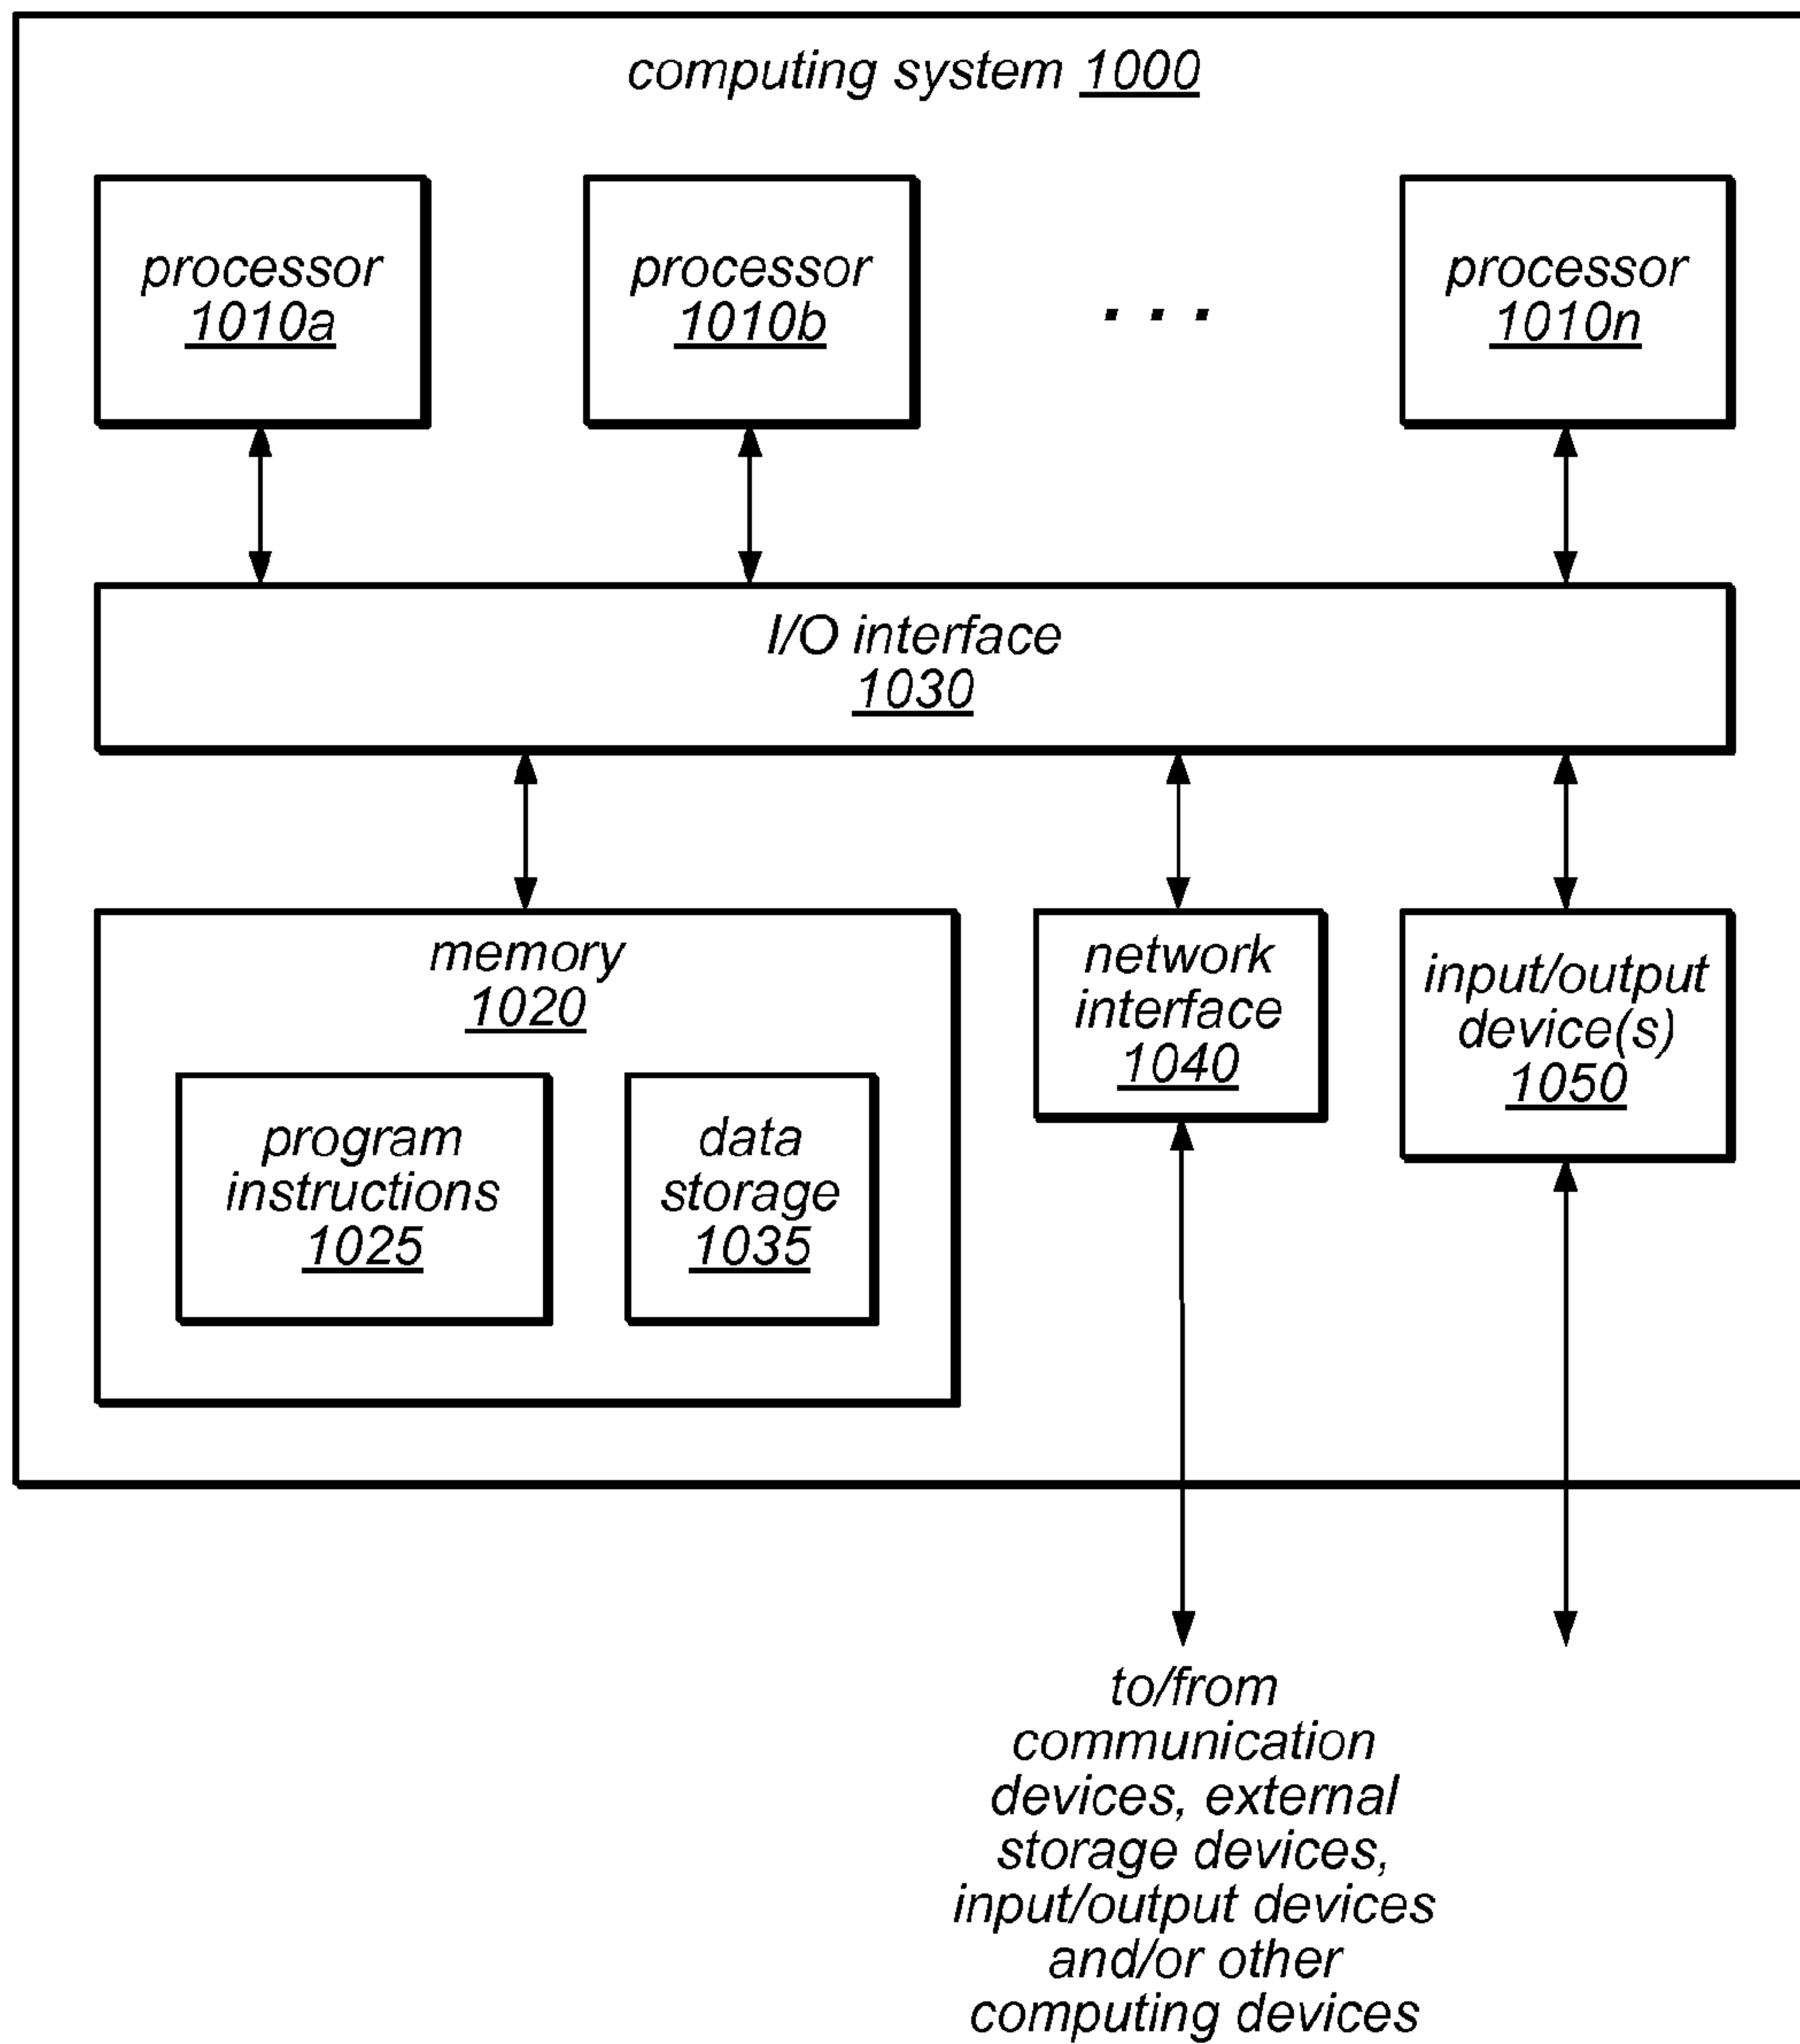 computing system 1000
processor
1010a
processor
1010b
. . .
processor
1010n
I/O interface
1030
memory
1020
program
instructions
1025
data
storage
1035
network
interface
1040
input/output
device(s)
1050
to/from
communication
devices, external
storage devices,
input/output devices
and/or other
computing devices